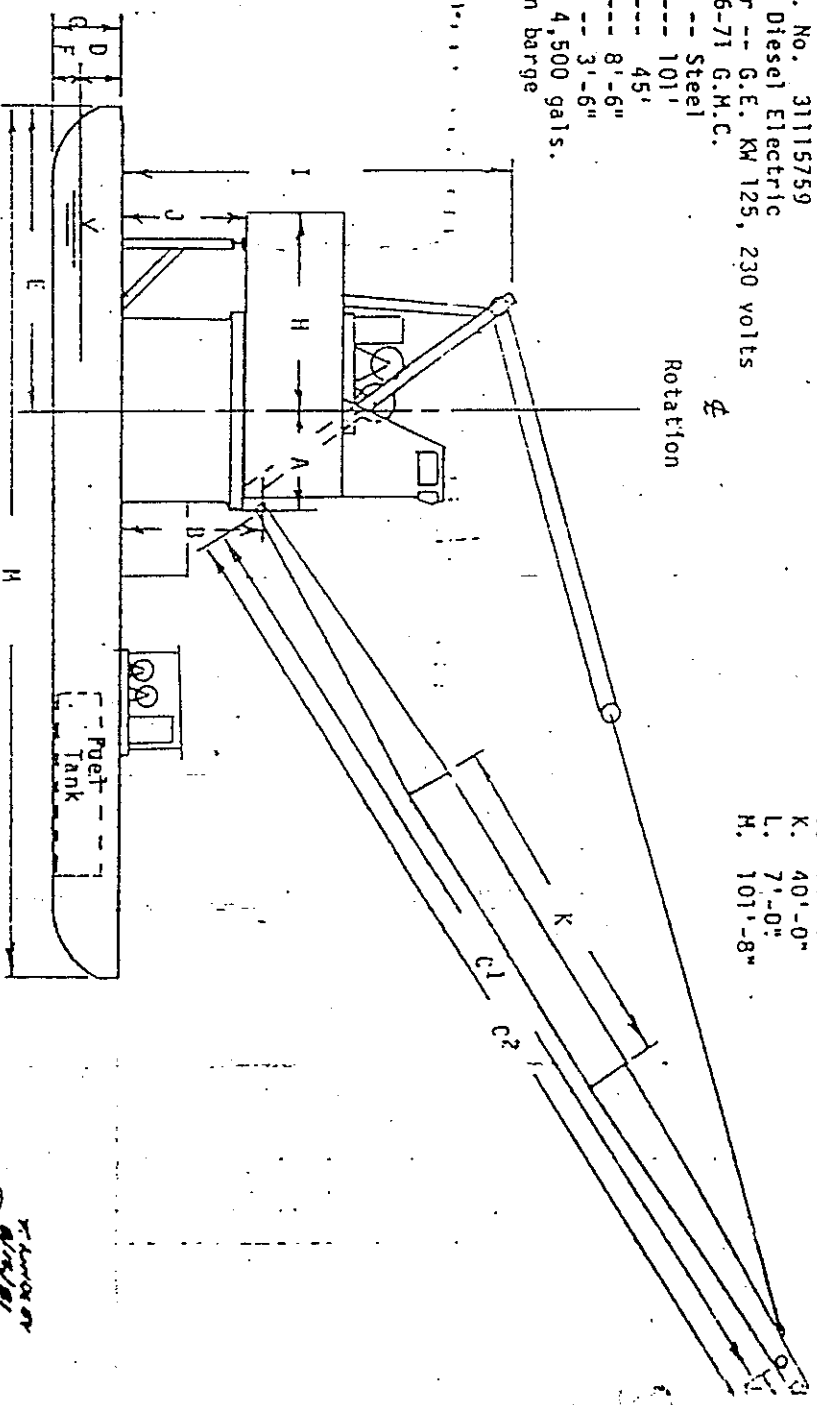 . No. 31115759
Diesel Electric
r -- G.E. KW 125, 230 volts
6-71 G.M.C.
-- Steel
--- 101'
--- 45'
--- 8'-6"
-- 3'-6"
4,500 gals.
n barge
K. 40'-0"
L. 7'-0"
M. 101'-8"
Rotation
I
J
H
A
B
G
D
F
E
M
K
C1
C2
Fuel
Tank